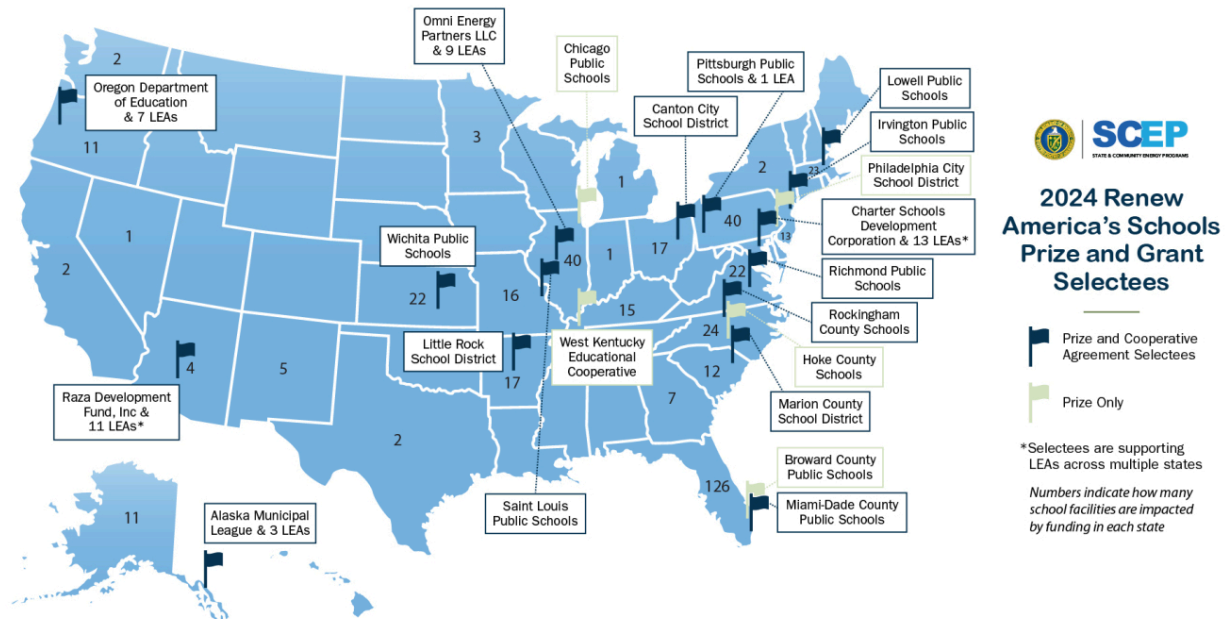 Omni Energy
Partners LLC
& 9 LEAs
Chicago
Public
Schools
Pittsburgh Public
Schools & 1 LEA
Lowell Public
Schools
Canton City
School District
Irvington Public
Schools
Philadelphia City
School District
Charter Schools
Development
Corporation & 13 LEAs*
Richmond Public
Schools
Rockingham
County Schools
Hoke County
Schools
Marion County
School District
Broward County
Public Schools
Miami-Dade County
Public Schools
Oregon Department
of Education
& 7 LEAs
Wichita Public
Schools
Little Rock
School District
West Kentucky
Educational
Cooperative
Raza Development
Fund, Inc &
11 LEAs*
Saint Louis
Public Schools
Alaska Municipal
League & 3 LEAs
2
11
3
1
2
23
1
40
13
2
22
16
40
1
17
22
15
24
4
5
17
12
7
2
126
11
SCEP
STATE & COMMUNITY ENERGY PROGRAMS
2024 Renew
America's Schools
Prize and Grant
Selectees
Prize and Cooperative
Agreement Selectees
Prize Only
*Selectees are supporting
LEAs across multiple states
Numbers indicate how many
school facilities are impacted
by funding in each state